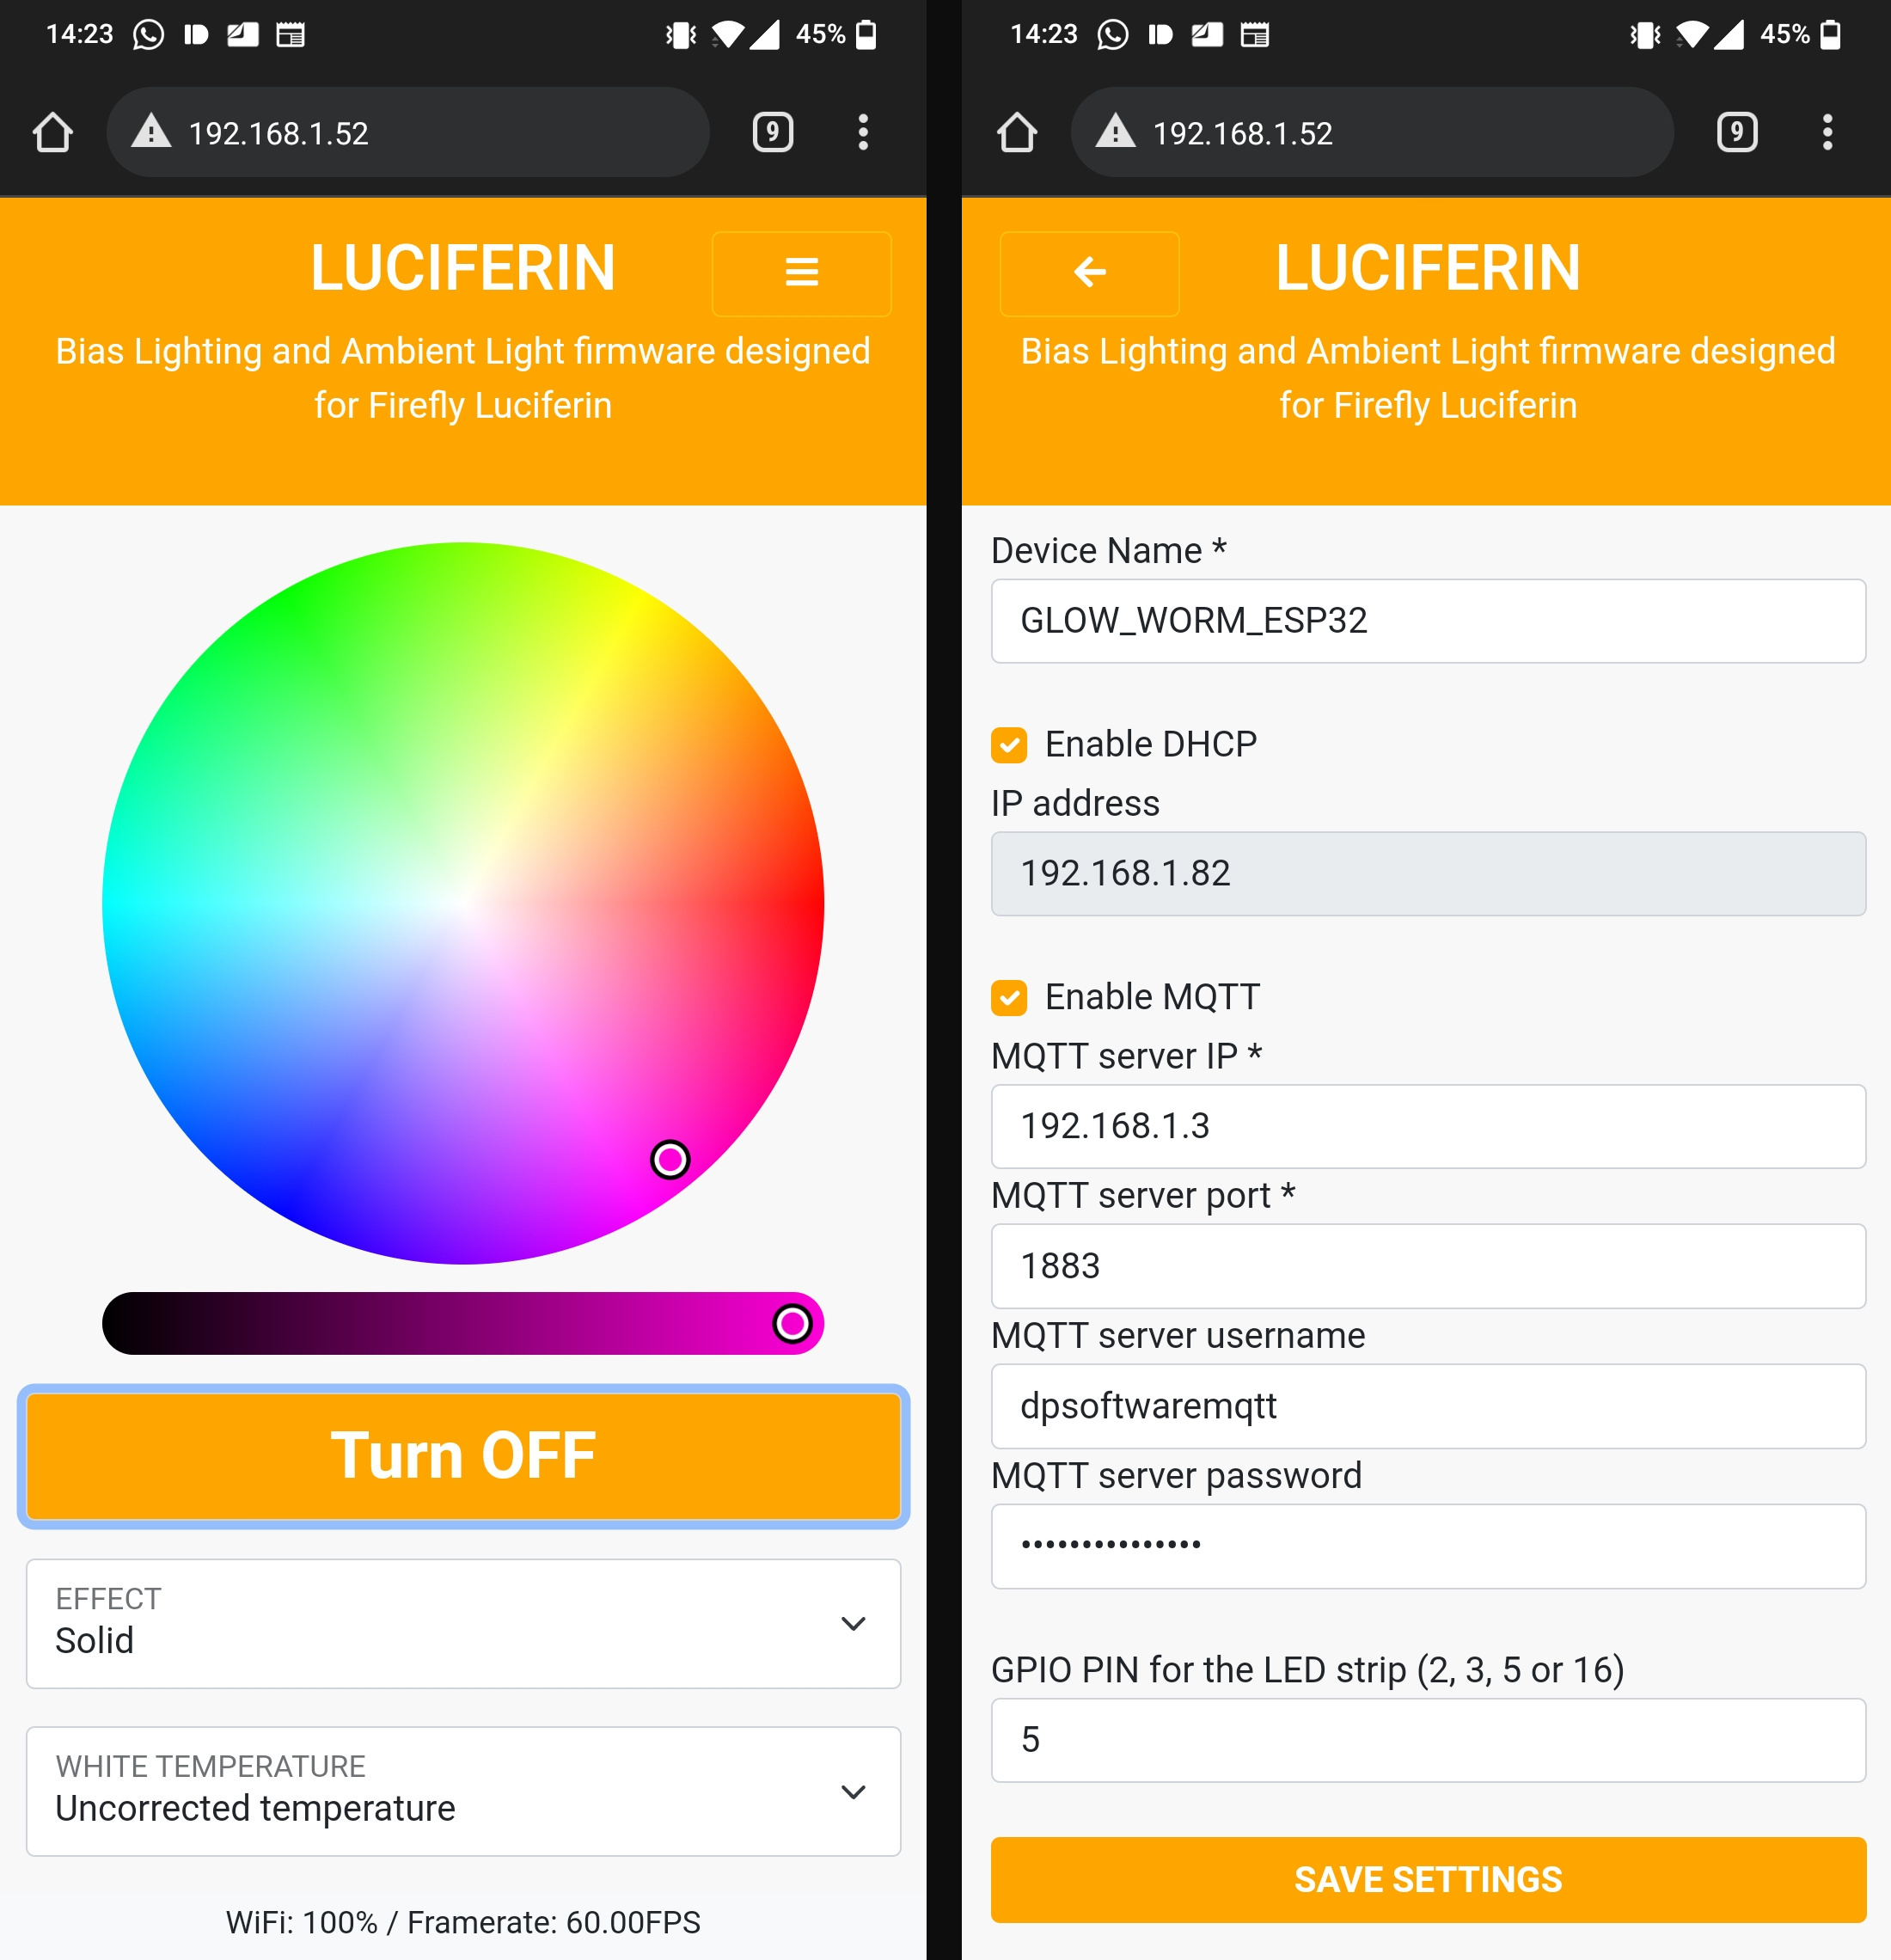 14:23
45%
192.168.1.52
9
LUCIFERIN
Bias Lighting and Ambient Light firmware designed
for Firefly Luciferin
Turn OFF
EFFECT
Solid
WHITE TEMPERATURE
Uncorrected temperature
WiFi: 100% / Framerate: 60.00FPS
14:23
45%
192.168.1.52
9
LUCIFERIN
Bias Lighting and Ambient Light firmware designed
for Firefly Luciferin
Device Name *
GLOW_WORM_ESP32
Enable DHCP
IP address
192.168.1.82
Enable MQTT
MQTT server IP *
192.168.1.3
MQTT server port *
1883
MQTT server username
dpsoftwaremqtt
MQTT server password
•••••••••••••••
GPIO PIN for the LED strip (2, 3, 5 or 16)
5
SAVE SETTINGS